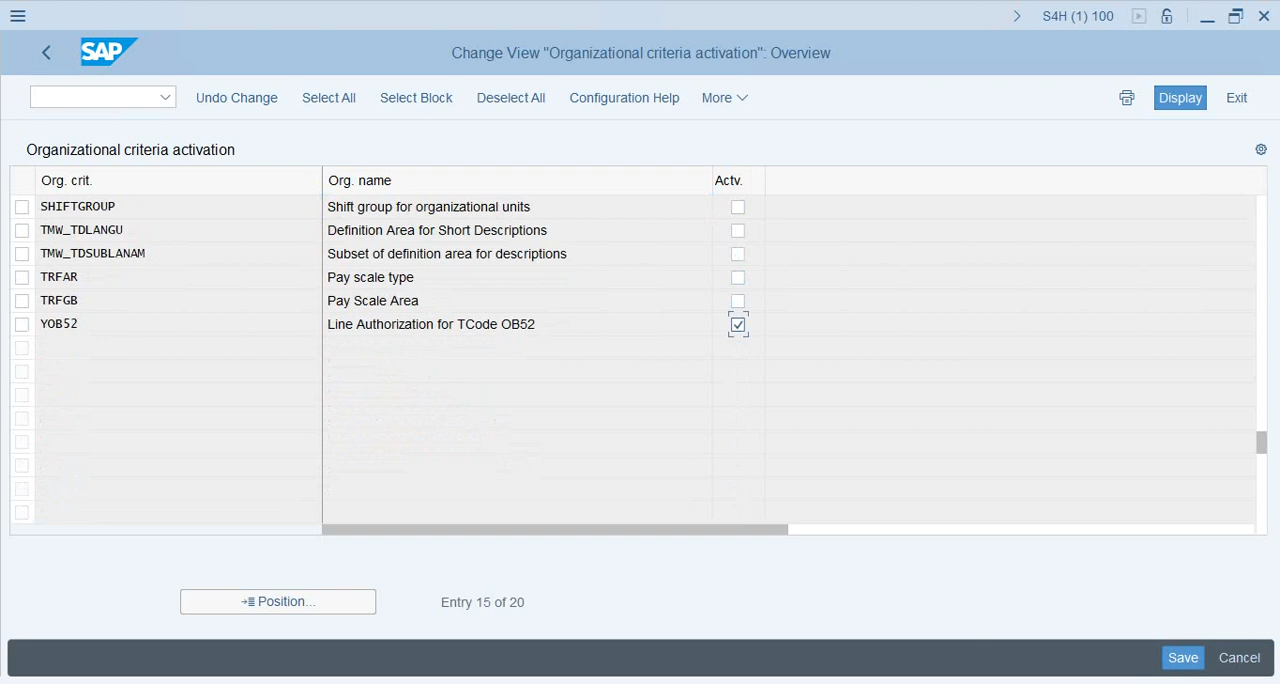 S4H (1) 100
SAP
Change View "Organizational criteria activation": Overview
Undo Change Select All Select Block Deselect All Configuration Help More Display Exit
Organizational criteria activation
Org. crit. Org. name Actv.
SHIFTGROUP Shift group for organizational units
TMW_TDLANGU Definition Area for Short Descriptions
TMW_TDSUBLANAM Subset of definition area for descriptions
TRFAR Pay scale type
TRFGB Pay Scale Area
YOB52 Line Authorization for TCode OB52
Position... Entry 15 of 20
Save Cancel